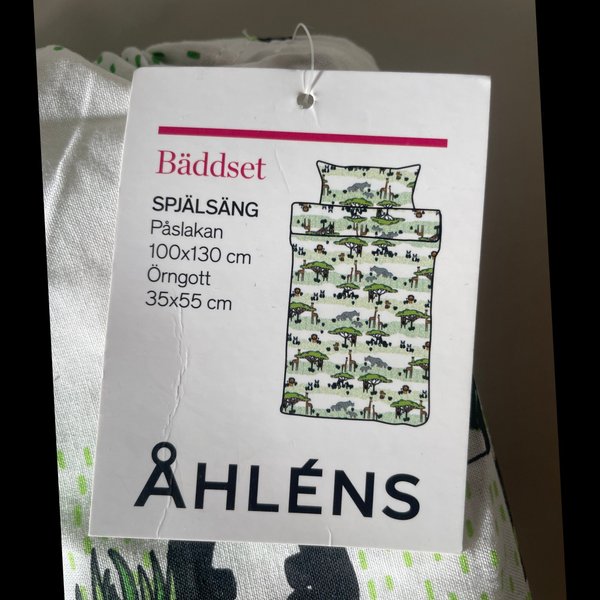 Bäddset
SPJÄLSÄNG
Påslakan
100x130 cm
Örngott
35x55 cm
ÅHLÉNS